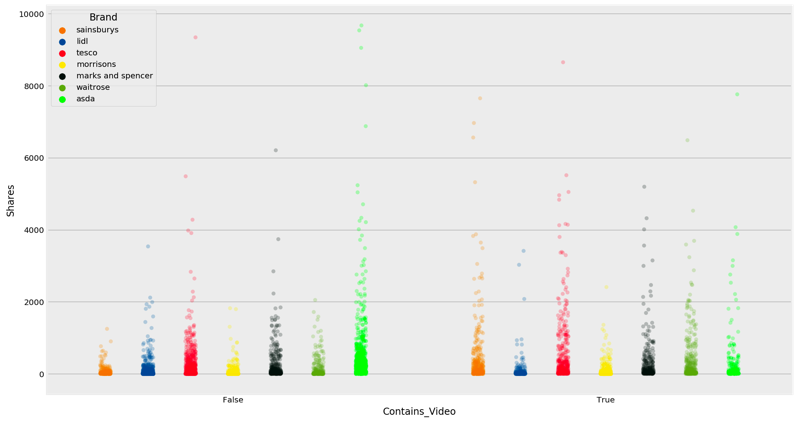 10000
8000
6000
4000
2000
0
Shares
Brand
sainsburys
lidl
tesco
morrisons
marks and spencer
waitrose
asda
False
True
Contains_Video